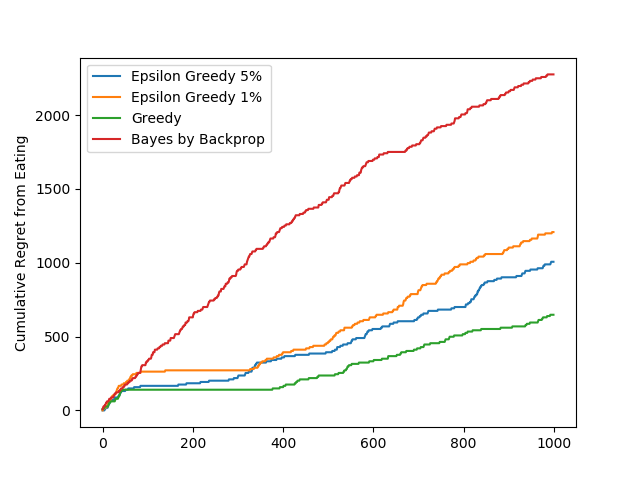 Epsilon Greedy 5%
Epsilon Greedy 1%
Greedy
Bayes by Backprop
Cumulative Regret from Eating
2000
1500
1000
500
0
0 200 400 600 800 1000